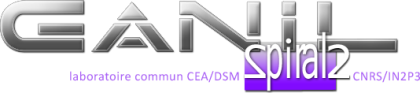 GANIL
spiral2
laboratoire commun CEA/DSM CNRS/IN2P3